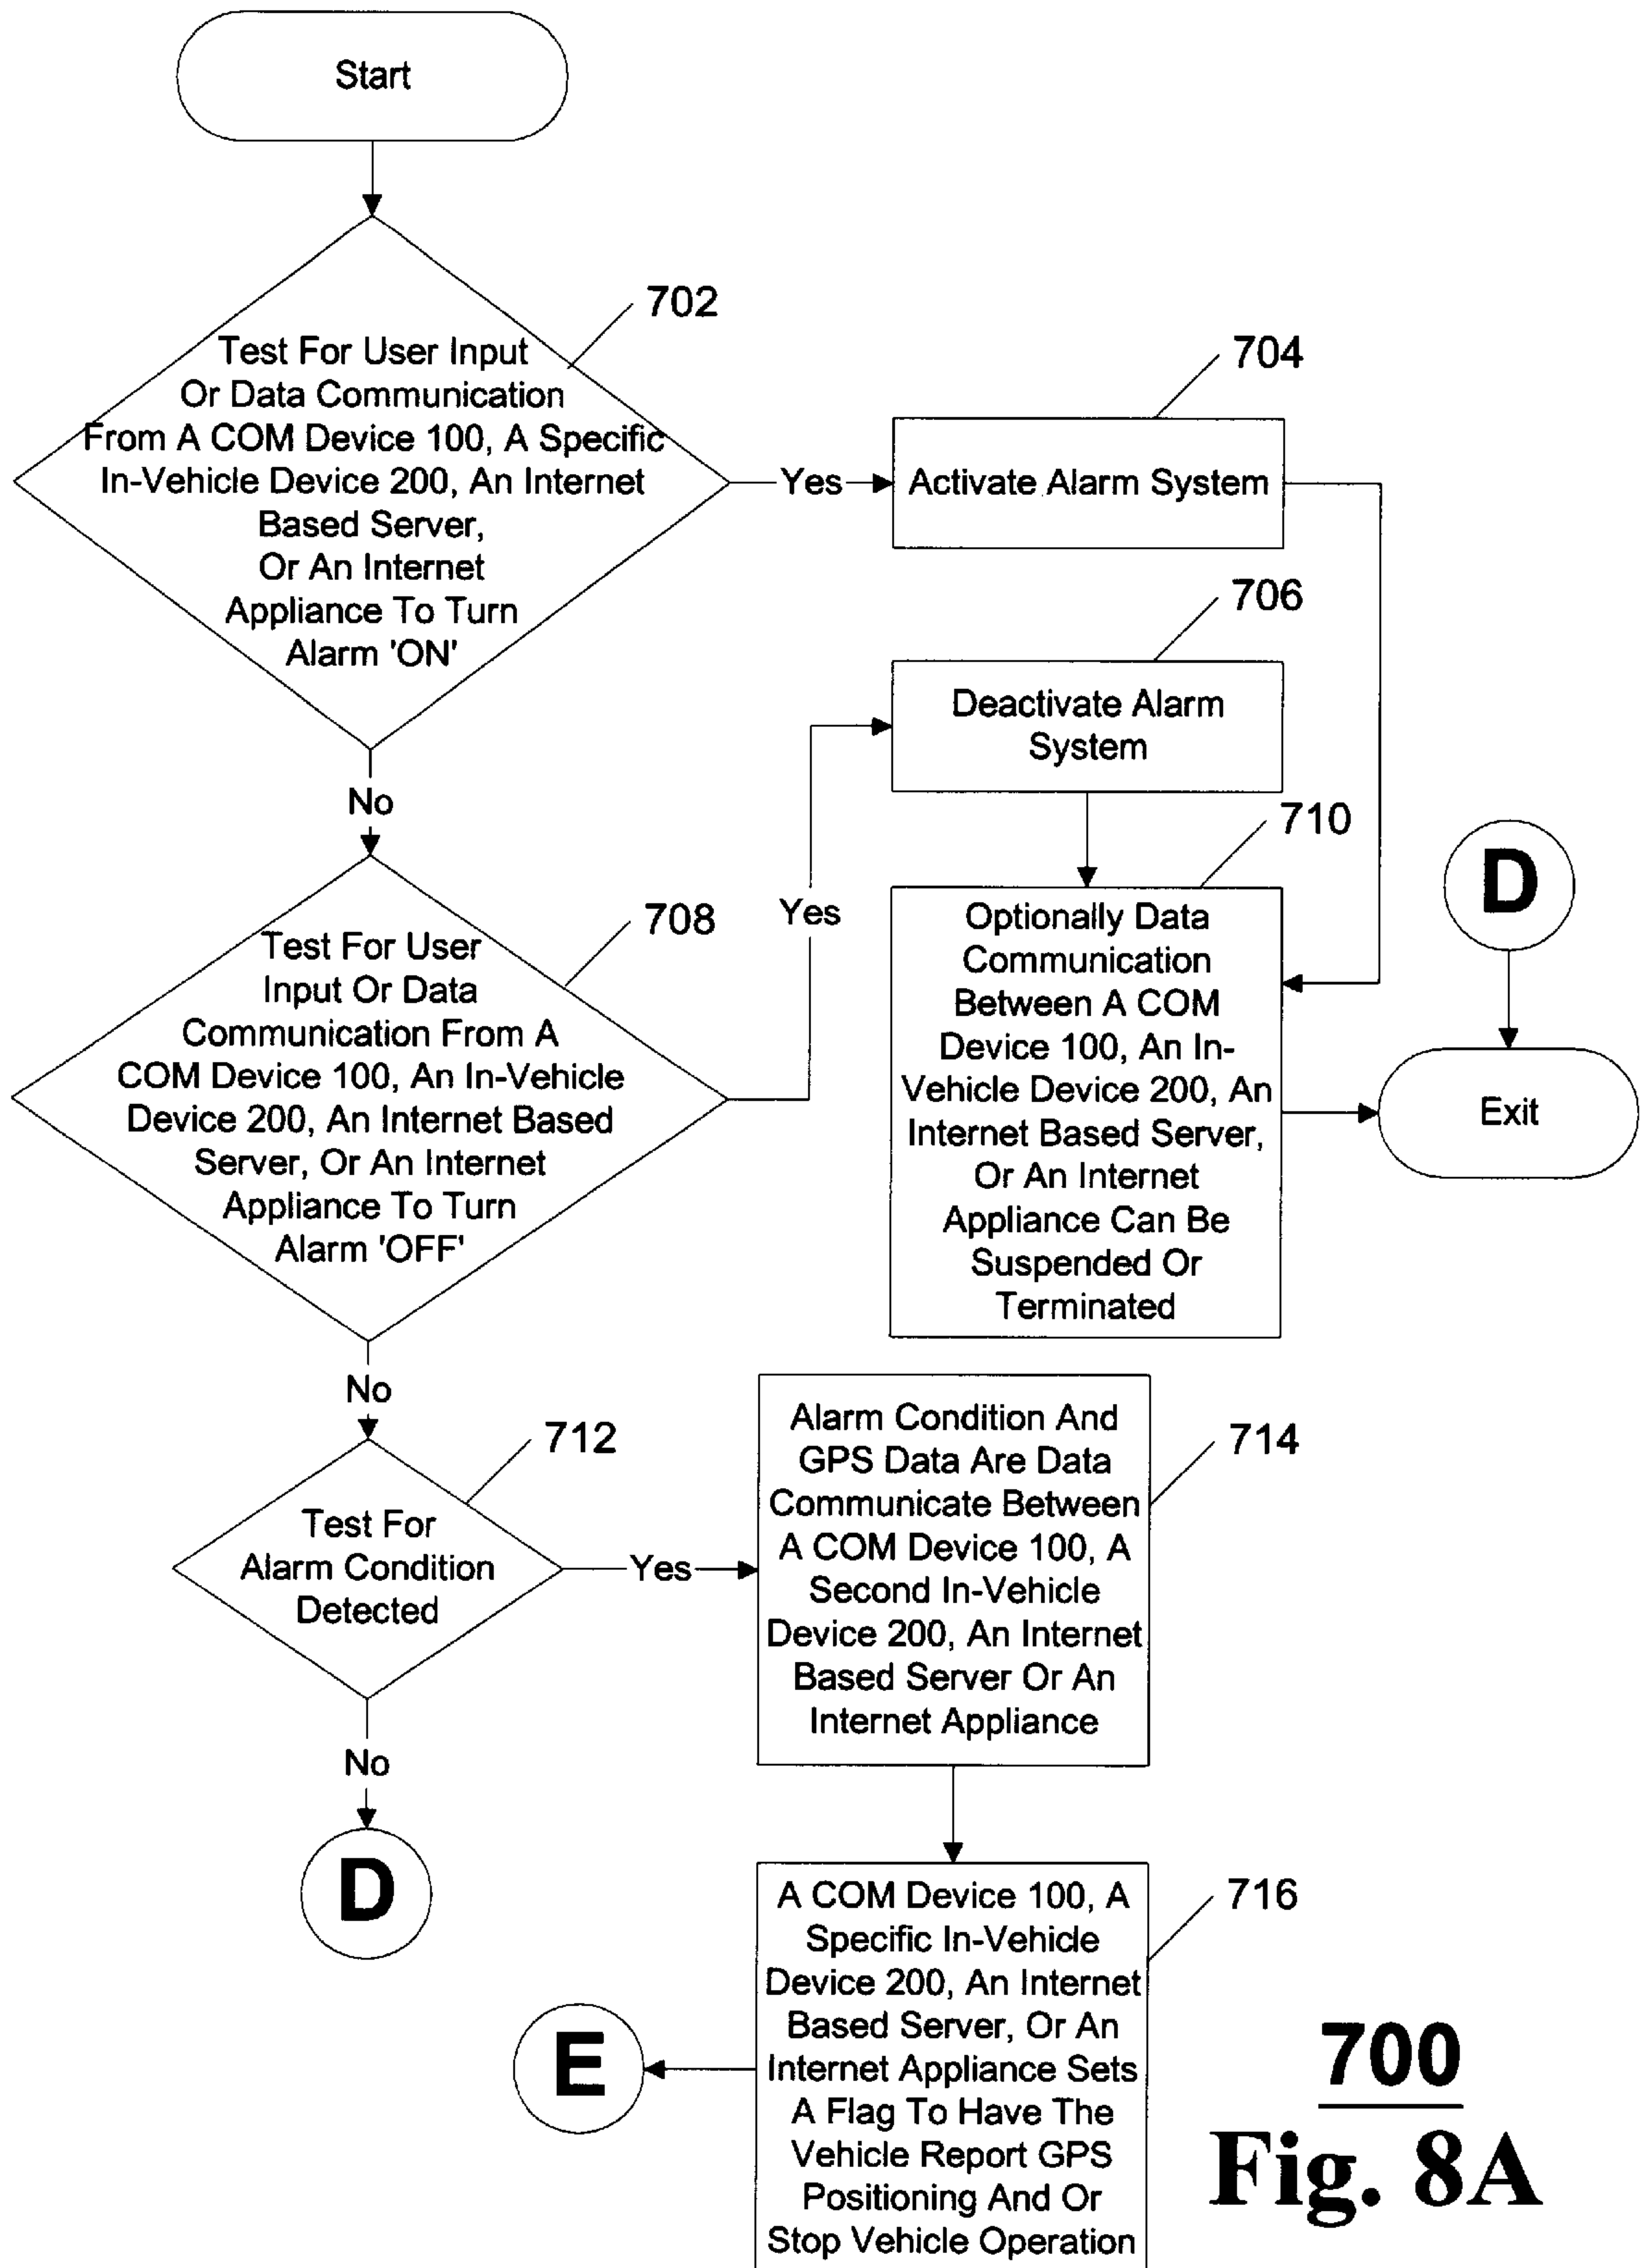 Start
702
Test For User Input
Or Data Communication
From A COM Device 100, A Specific
In-Vehicle Device 200, An Internet
Based Server,
Or An Internet
Appliance To Turn
Alarm 'ON'
Yes
704
Activate Alarm System
706
Deactivate Alarm
System
No
710
Optionally Data
Communication
Between A COM
Device 100, An In-
Vehicle Device 200, An
Internet Based Server,
Or An Internet
Appliance Can Be
Suspended Or
Terminated
D
Exit
708
Test For User
Input Or Data
Communication From A
COM Device 100, An In-Vehicle
Device 200, An Internet Based
Server, Or An Internet
Appliance To Turn
Alarm 'OFF'
Yes
No
712
Test For
Alarm Condition
Detected
Yes
714
Alarm Condition And
GPS Data Are Data
Communicate Between
A COM Device 100, A
Second In-Vehicle
Device 200, An Internet
Based Server Or An
Internet Appliance
No
D
716
A COM Device 100, A
Specific In-Vehicle
Device 200, An Internet
Based Server, Or An
Internet Appliance Sets
A Flag To Have The
Vehicle Report GPS
Positioning And Or
Stop Vehicle Operation
E
700
Fig. 8A